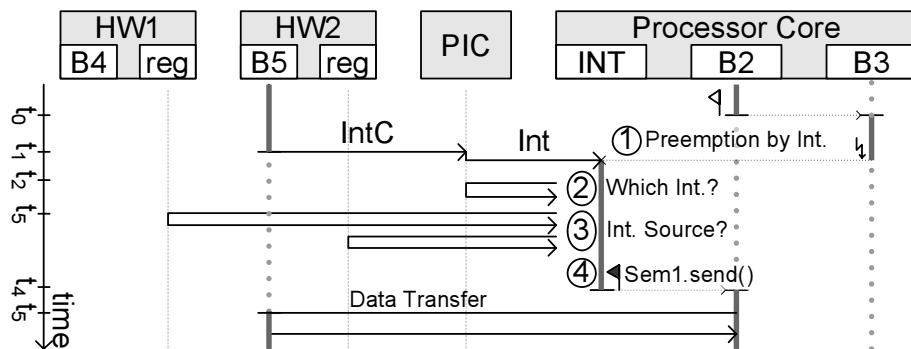 HW1
HW2
PIC
Processor Core
B4
reg
B5
reg
INT
B2
B3
t0
IntC
Int
1 Preemption by Int.
t1
t2
2 Which Int.?
t5
3 Int. Source?
4 Sem1.send()
t4
Data Transfer
t5
time